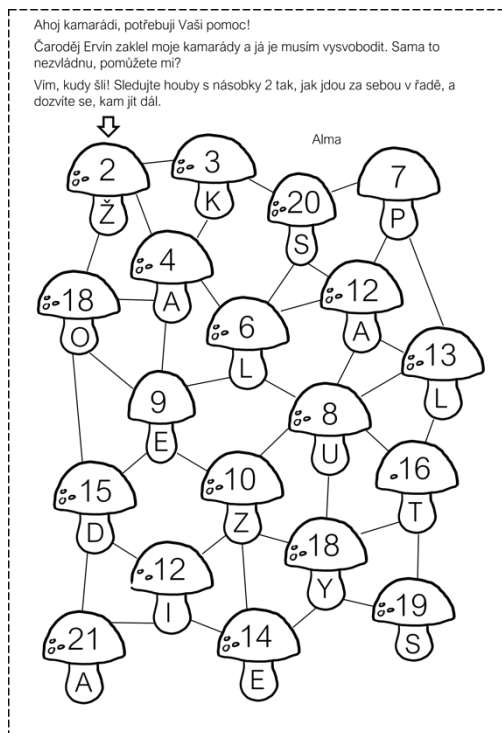 Ahoj kamarádi, potřebuji Vaši pomoc!
Čaroděj Ervín zaklel moje kamarády a já je musím vysvobodit. Sama to
nezvládnu, pomůžete mi?
Vím, kudy šli! Sledujte houby s násobky 2 tak, jak jdou za sebou v řadě, a
dozvíte se, kam jit dál.
Alma
2 3 20 7
Ž K S P
4 12
18 A 6 A 13
O L L
9 8
E U 16
15 10 T
D Z 18
12 Y 19
I S
21 14
A E